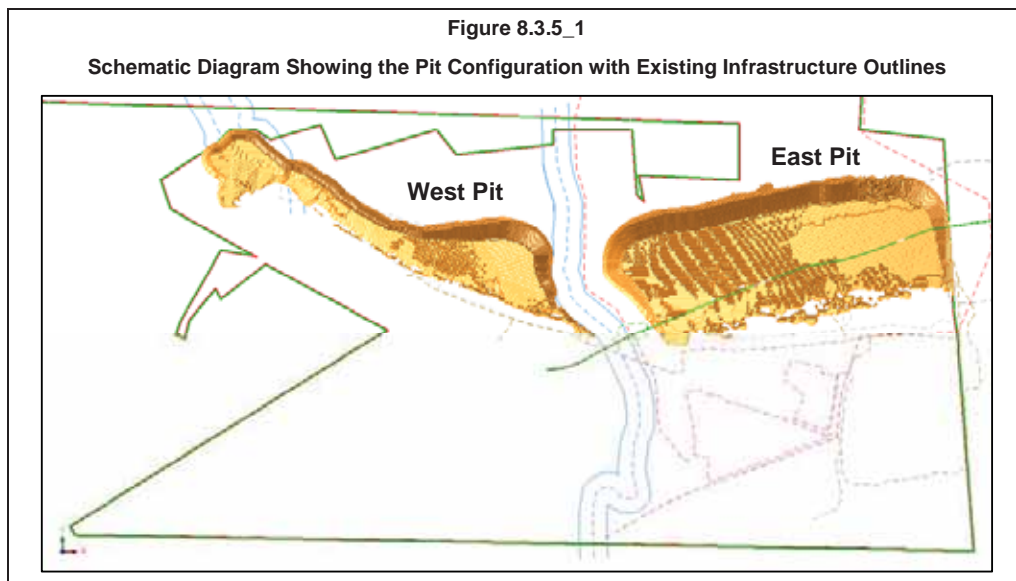 Figure 8.3.5_1
Schematic Diagram Showing the Pit Configuration with Existing Infrastructure Outlines
East Pit
West Pit